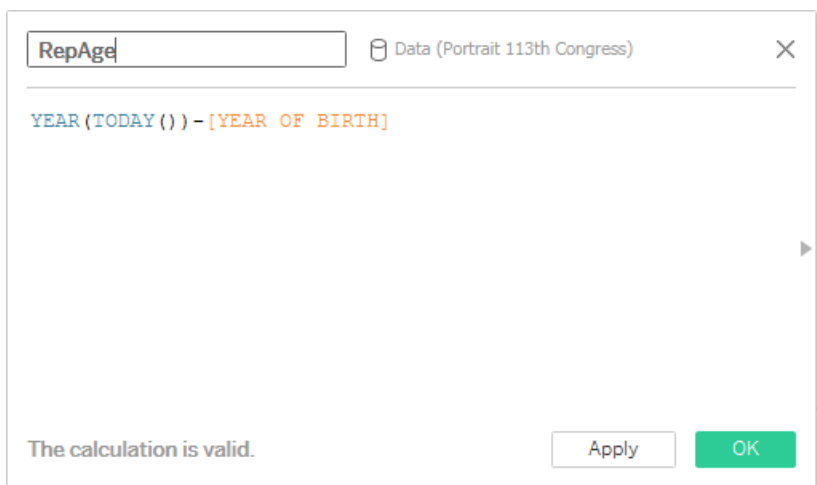 RepAge
Data (Portrait 113th Congress)
YEAR(TODAY())-[YEAR OF BIRTH]
The calculation is valid.
Apply
OK